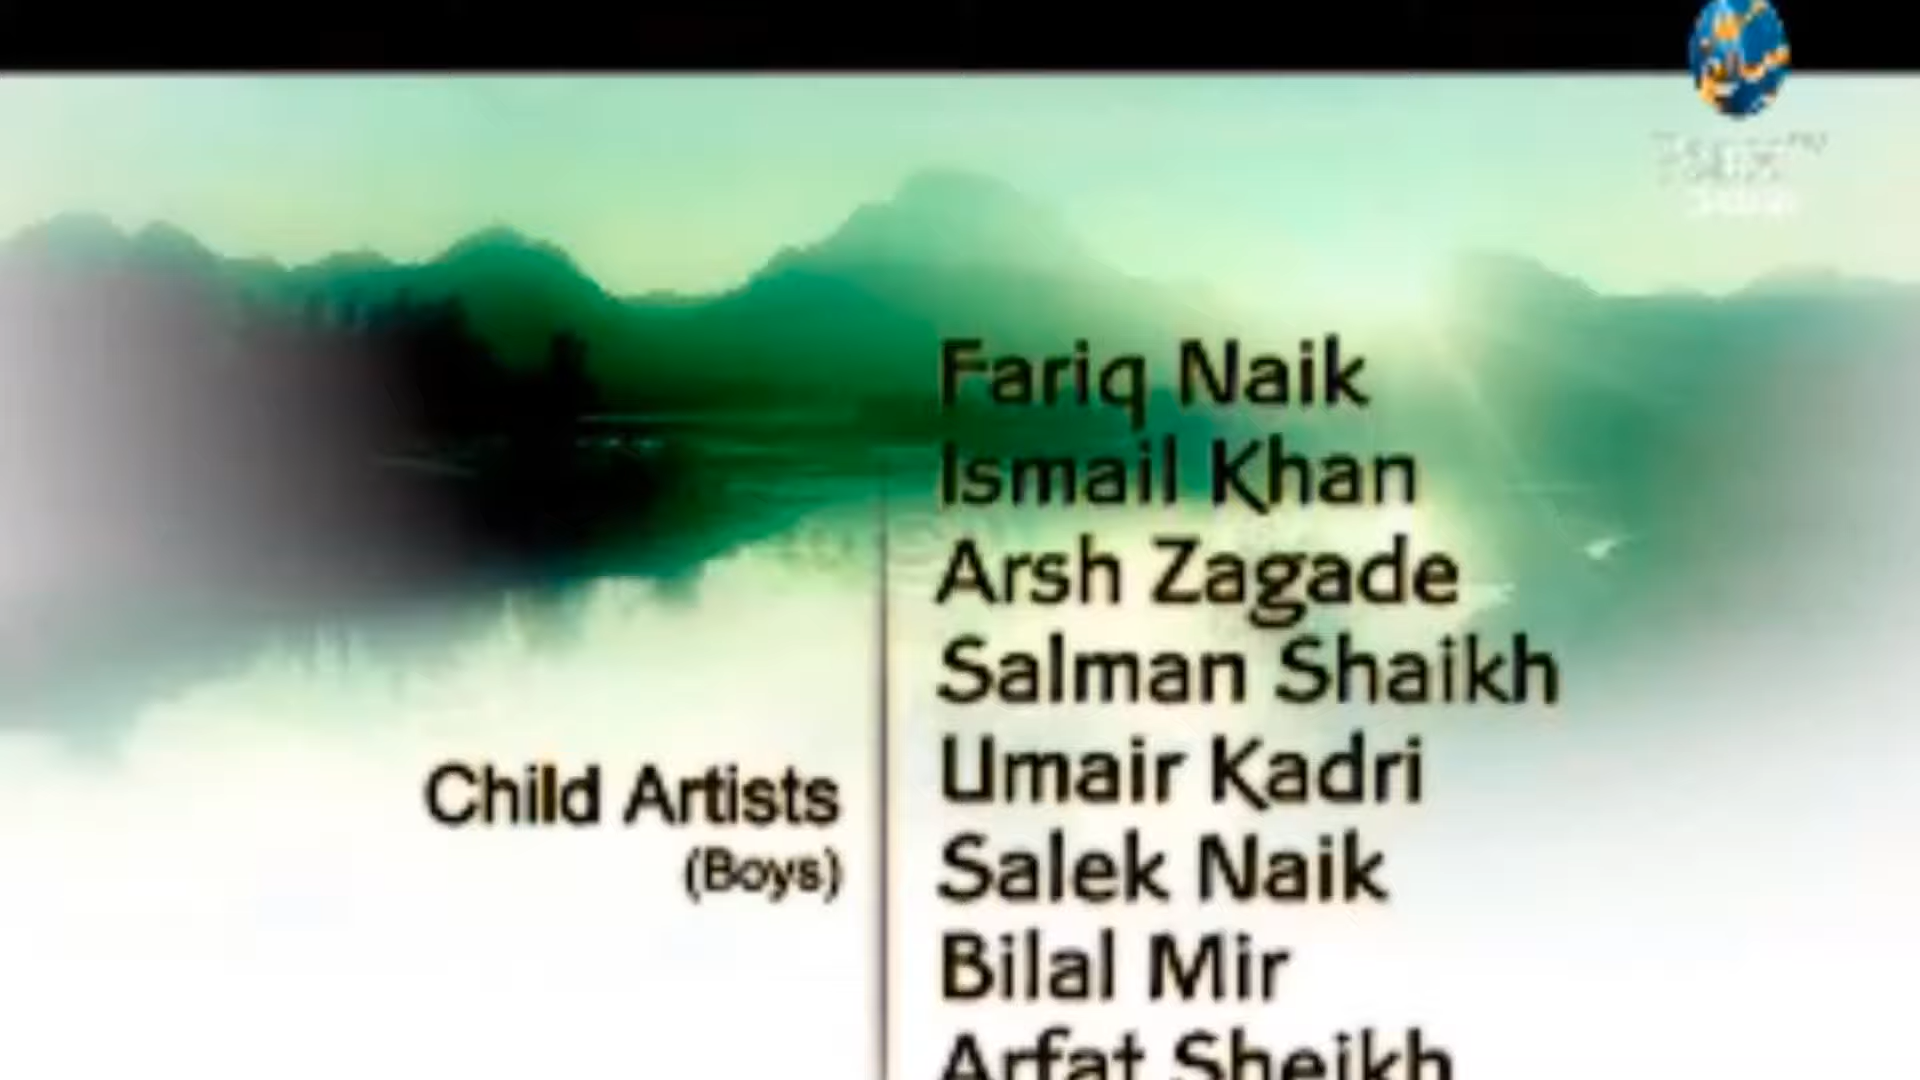 Fariq Naik
Ismail Khan
Arsh Zagade
Salman Shaikh
Umair Kadri
Child Artists
(Boys)
Salek Naik
Bilal Mir
Arfat Sheikh